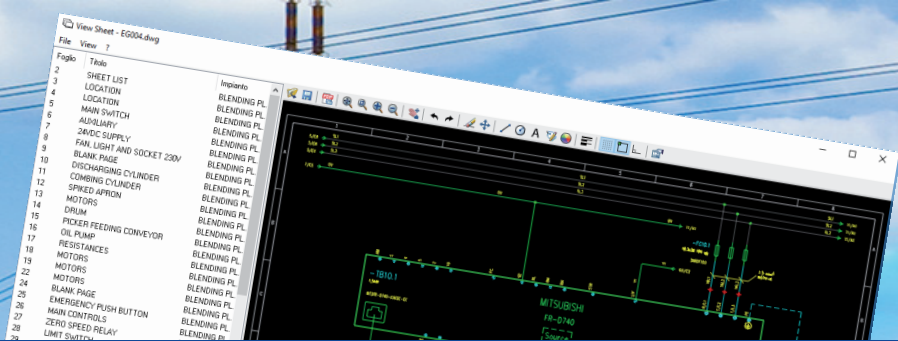 View Sheet - EG004.dwg
File View ?
Foglio Titolo Impianto
2 SHEET LIST BLENDING PL
3 LOCATION BLENDING PL
4 LOCATION BLENDING PL
5 MAIN SWITCH BLENDING PL
6 AUXILIARY BLENDING PL
7 24VDC SUPPLY BLENDING PL
8 FAN, LIGHT AND SOCKET 230V BLENDING PL
9 BLANK PAGE BLENDING PL
10 DISCHARGING CYLINDER BLENDING PL
11 COMBING CYLINDER BLENDING PL
12 SPIKED APRON BLENDING PL
13 MOTORS BLENDING PL
14 DRUM BLENDING PL
15 PICKER FEEDING CONVEYOR BLENDING PL
16 OIL PUMP BLENDING PL
17 RESISTANCES BLENDING PL
18 MOTORS BLENDING PL
19 MOTORS BLENDING PL
22 MOTORS BLENDING PL
24 BLANK PAGE BLENDING PL
25 EMERGENCY PUSH BUTTON BLENDING PL
26 MAIN CONTROLS BLENDING PL
27 ZERO SPEED RELAY BLENDING PL
28 LIMIT SWITCH
29
A
-TB10.1
MITSUBISHI
FR-D740
Source